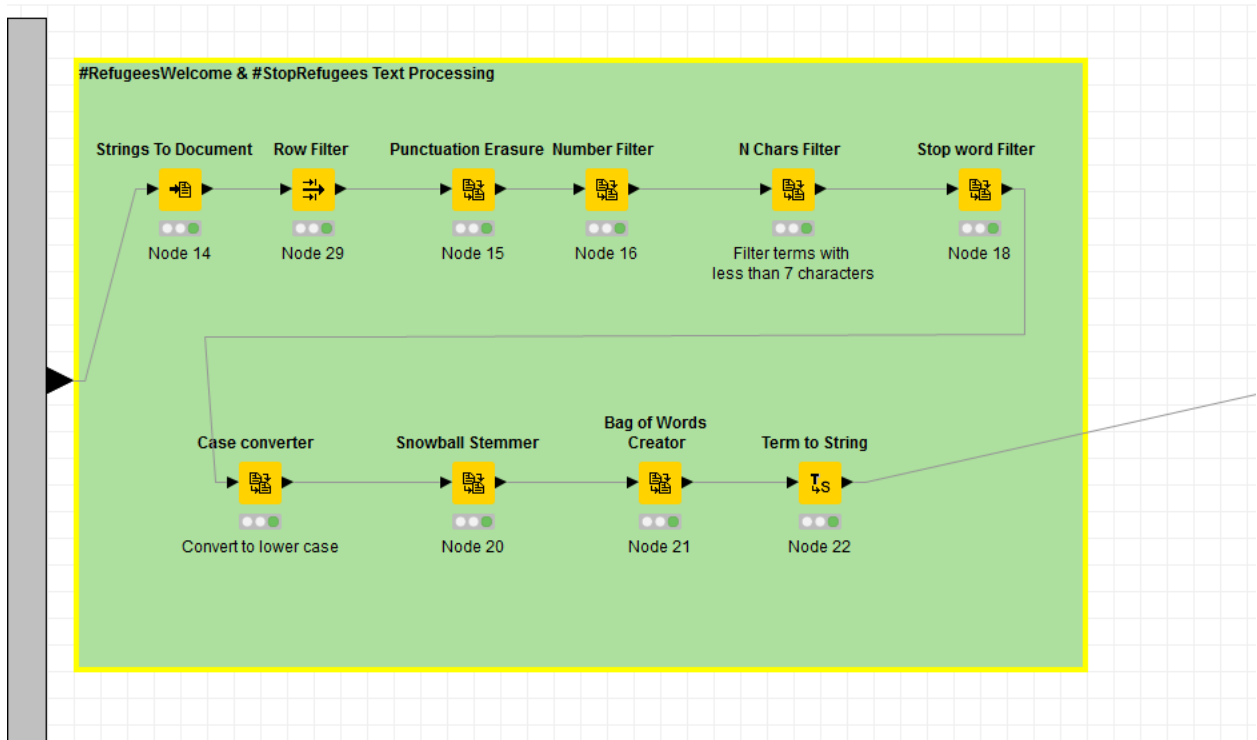 #RefugeesWelcome & #StopRefugees Text Processing
Strings To Document Row Filter Punctuation Erasure Number Filter N Chars Filter Stop word Filter
Node 14 Node 29 Node 15 Node 16 Filter terms with Node 18
less than 7 characters
Bag of Words
Case converter Snowball Stemmer Creator Term to String
T
S
Convert to lower case Node 20 Node 21 Node 22